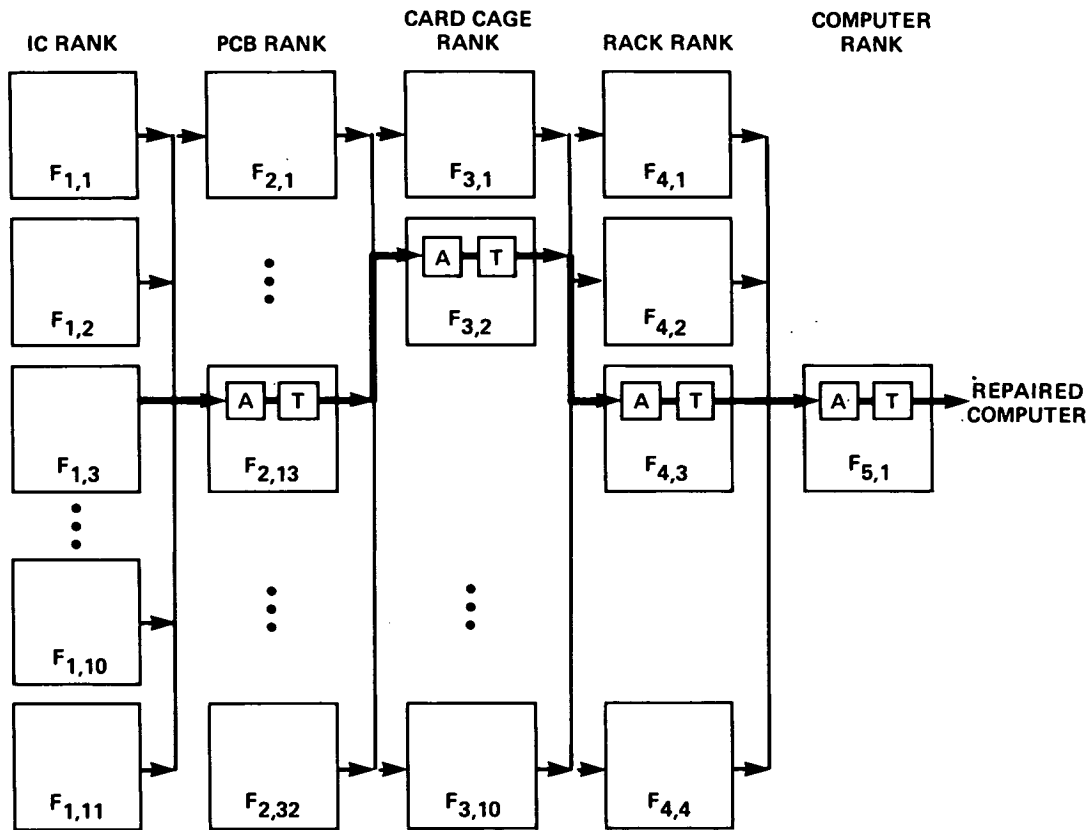 IC RANK
PCB RANK
CARD CAGE
RANK
RACK RANK
COMPUTER
RANK
F1,1
F2,1
F3,1
F4,1
F1,2
A T
F3,2
F4,2
F1,3
A T
F2,13
A T
F4,3
A T
F5,1
REPAIRED
COMPUTER
F1,10
F1,11
F2,32
F3,10
F4,4